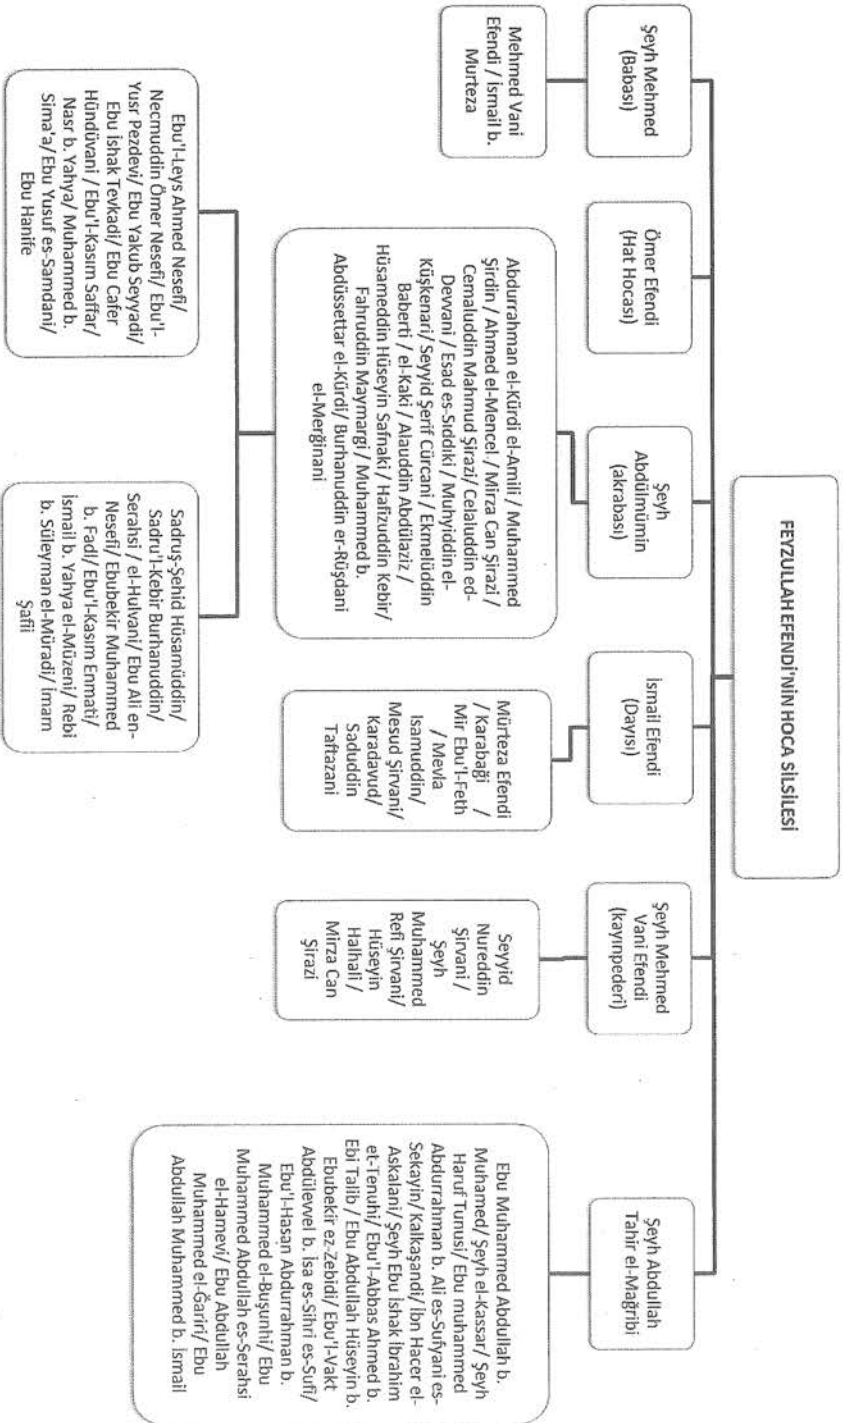 FEYZULLAH EFENDİ'NİN HOCA SİLSİLESİ
Şeyh Mehmed
(Babası)
Ömer Efendi
(Hat Hocası)
Şeyh
Abdülmümin
(akrabası)
İsmail Efendi
(Dayısı)
Şeyh Mehmed
Vani Efendi
(kayınpederi)
Şeyh Abdullah
Tahir el-Mağribi
Mehmed Vani
Efendi / İsmail b.
Murteza
Abdurrahman el-Kürdi el-Amili / Muhammed
Şirdin / Ahmed el-Mencel / Mirza Can Şirazi /
Cemaluddin Mahmud Şirazi/ Celaluddin ed-
Devvani / Esad es-Sıddıki / Muhyiddin el-
Küşkenari/ Seyyid Şerif Cürcani / Ekmelüddin
Baberti / el-Kaki / Alauddin Abdülaziz /
Hüsameddin Hüseyin Safnaki / Hafizuddin Kebir/
Fahruddin Maymargi / Muhammed b.
Abdüssettar el-Kürdi/ Burhanuddin er-Rüşdani
el-Merğinani
Mürteza Efendi
/ Karabaği /
Mir Ebu'l-Feth
/ Mevla
Isamuddin/
Mesud Şirvani/
Karadavud/
Saduddin
Taftazani
Seyyid
Nureddin
Şirvani /
Şeyh
Muhammed
Refi Şirvani/
Hüseyin
Halhali /
Mirza Can
Şirazi
Ebu Muhammed Abdullah b.
Muhamed/ Şeyh el-Kassar/ Şeyh
Haruf Tunusi/ Ebu muhammed
Abdurrahman b. Ali es-Sufyani es-
Sekayin/ Kalkaşandi/ İbn Hacer el-
Askalani/ Şeyh Ebu İshak İbrahim
et-Tenuhi/ Ebu'l-Abbas Ahmed b.
Ebi Talib / Ebu Abdullah Hüseyin b.
Ebubekir ez-Zebidi/ Ebu'l-Vakt
Abdülevvel b. İsa es-Sihri es-Sufi/
Ebu'l-Hasan Abdurrahman b.
Muhammed el-Buşunhi/ Ebu
Muhammed Abdullah es-Serahsi
el-Hamevi/ Ebu Abdullah
Muhammed el-Ğariri/ Ebu
Abdullah Muhammed b. İsmail
Ebu'l-Leys Ahmed Nesefi/
Necmuddin Ömer Nesefi/ Ebu'l-
Yusr Pezdevi/ Ebu Yakub Seyyadi/
Ebu İshak Tevkadi/ Ebu Cafer
Hündüvani / Ebu'l-Kasım Saffar/
Nasr b. Yahya/ Muhammed b.
Sima'a/ Ebu Yusuf es-Samdani/
Ebu Hanife
Sadruş-Şehid Hüsamüddin/
Sadru'l-Kebir Burhanuddin/
Serahsi / el-Hulvani/ Ebu Ali en-
Nesefi/ Ebubekir Muhammed
b. Fadl/ Ebu'l-Kasım Enmati/
İsmail b. Yahya el-Müzeni/ Rebi
b. Süleyman el-Müradi/ İmam
Şafii